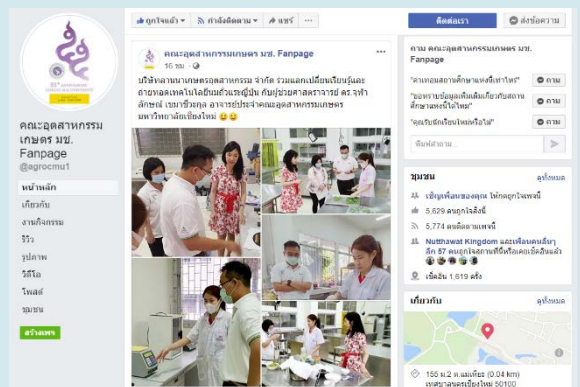 ถูกใจแล้ว
กำลังติดตาม
แชร์
ติดต่อเรา
ส่งข้อความ
คณะอุตสาหกรรมเกษตร มช. Fanpage
16 ชม.
บริษัทลานนาเกษตรอุตสาหกรรม จำกัด ร่วมแลกเปลี่ยนเรียนรู้และ
ถ่ายทอดเทคโนโลยีนมถั่วแระญี่ปุ่น กับผู้ช่วยศาสตราจารย์ ดร.จุฬา
ลักษณ์ เขมาชีวะกุล อาจารย์ประจำคณะอุตสาหกรรมเกษตร
มหาวิทยาลัยเชียงใหม่
คณะอุตสาหกรรม
เกษตร มช.
Fanpage
@agrocmu1
หน้าหลัก
เกี่ยวกับ
งานกิจกรรม
รีวิว
รูปภาพ
วิดีโอ
โพสต์
ชุมชน
สร้างเพจ
ถาม คณะอุตสาหกรรมเกษตร มช.
Fanpage
"ค่าเทอมสถานศึกษาแห่งนี้เท่าไหร่"
ถาม
"ขอทราบข้อมูลเพิ่มเติมเกี่ยวกับสถาน
ศึกษาแห่งนี้ได้ไหม"
ถาม
"คุณรับนักเรียนใหม่หรือไม่"
ถาม
พิมพ์คำถาม...
ชุมชน
ดูทั้งหมด
เชิญเพื่อนของคุณ ให้กดถูกใจเพจนี้
5,629 คนถูกใจสิ่งนี้
5,774 คนติดตามเพจนี้
Nutthawat Kingdom และเพื่อนคนอื่นๆ
อีก 57 คนถูกใจสถานที่นี้หรือเคยเช็คอินแล้ว
เช็คอิน 1,619 ครั้ง
เกี่ยวกับ
ดูทั้งหมด
155 ม.2 ต.แม่เหียะ (0.04 km)
เทศบาลนครเชียงใหม่ 50100